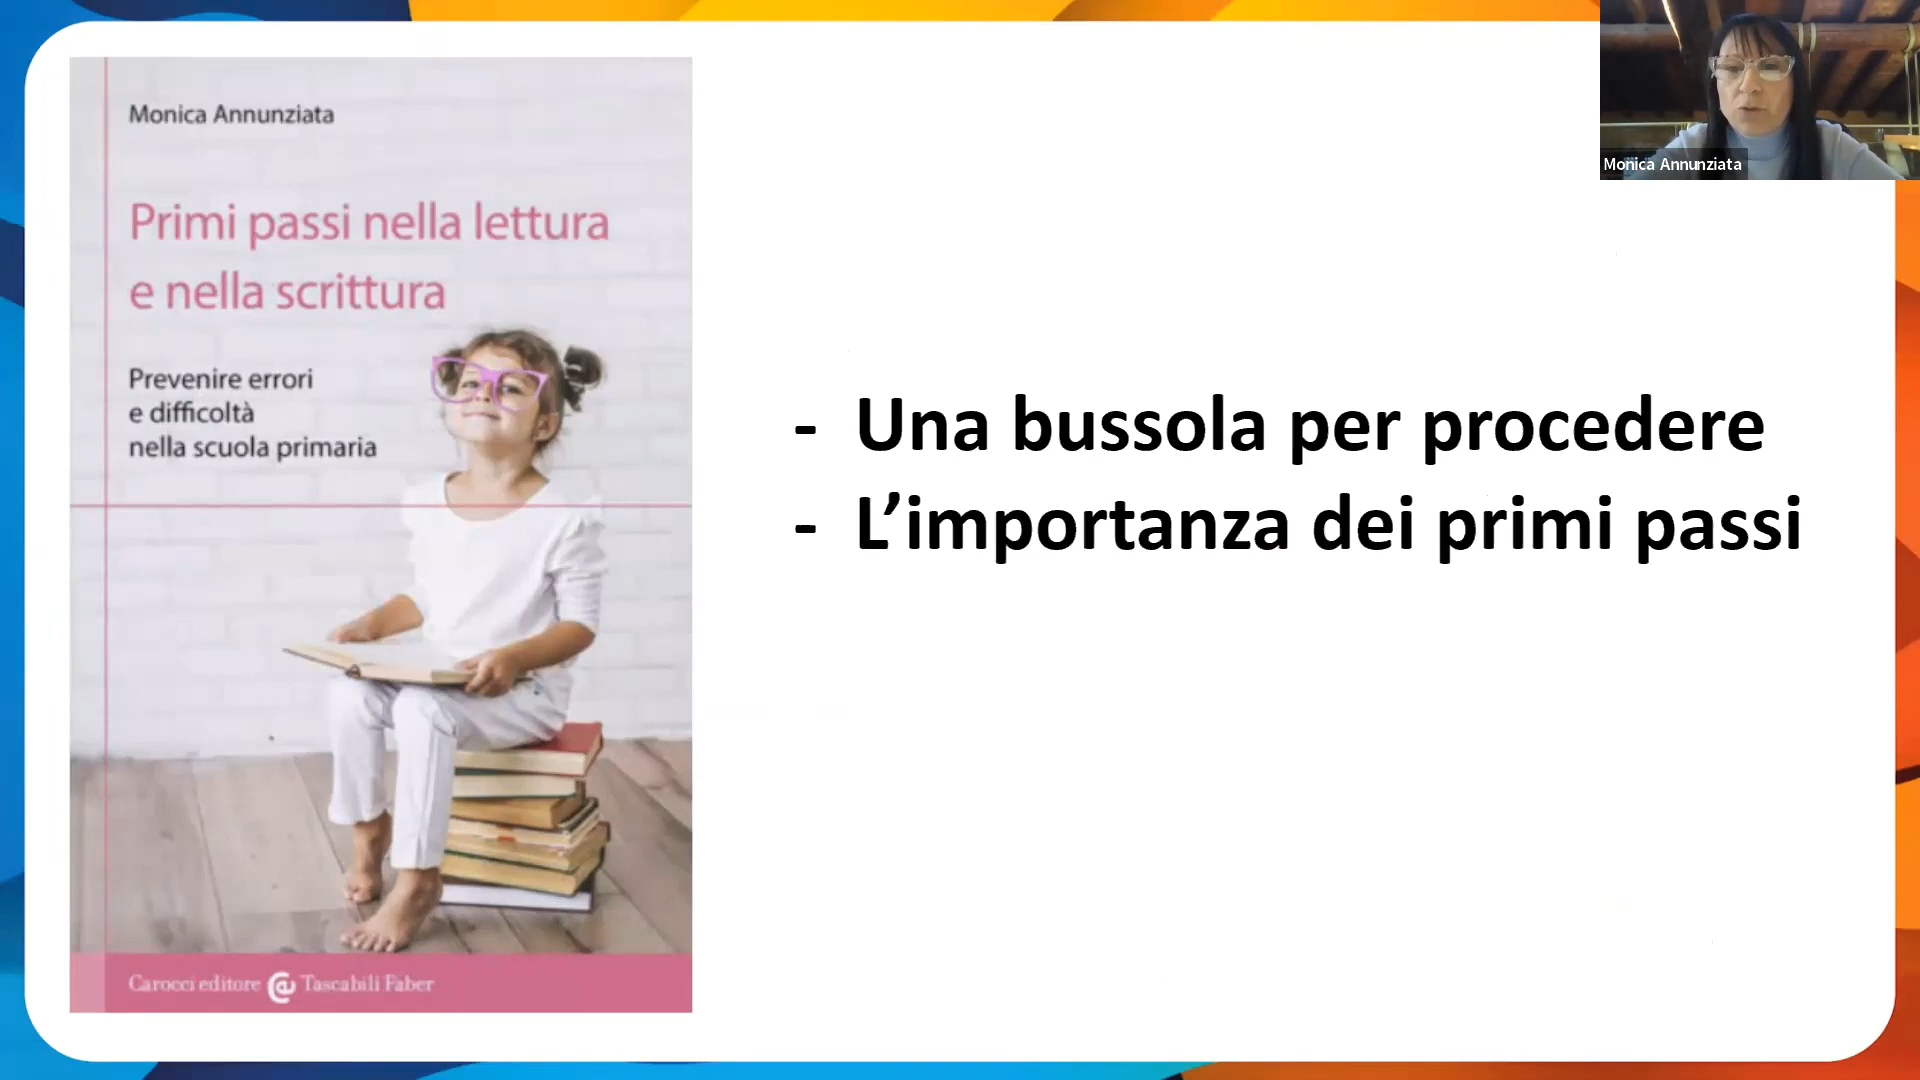 Monica Annunziata
Primi passi nella lettura
e nella scrittura
Prevenire errori
e difficoltà
nella scuola primaria
Carocci editore @ Tascabili Faber
- Una bussola per procedere
- L’importanza dei primi passi
Monica Annunziata